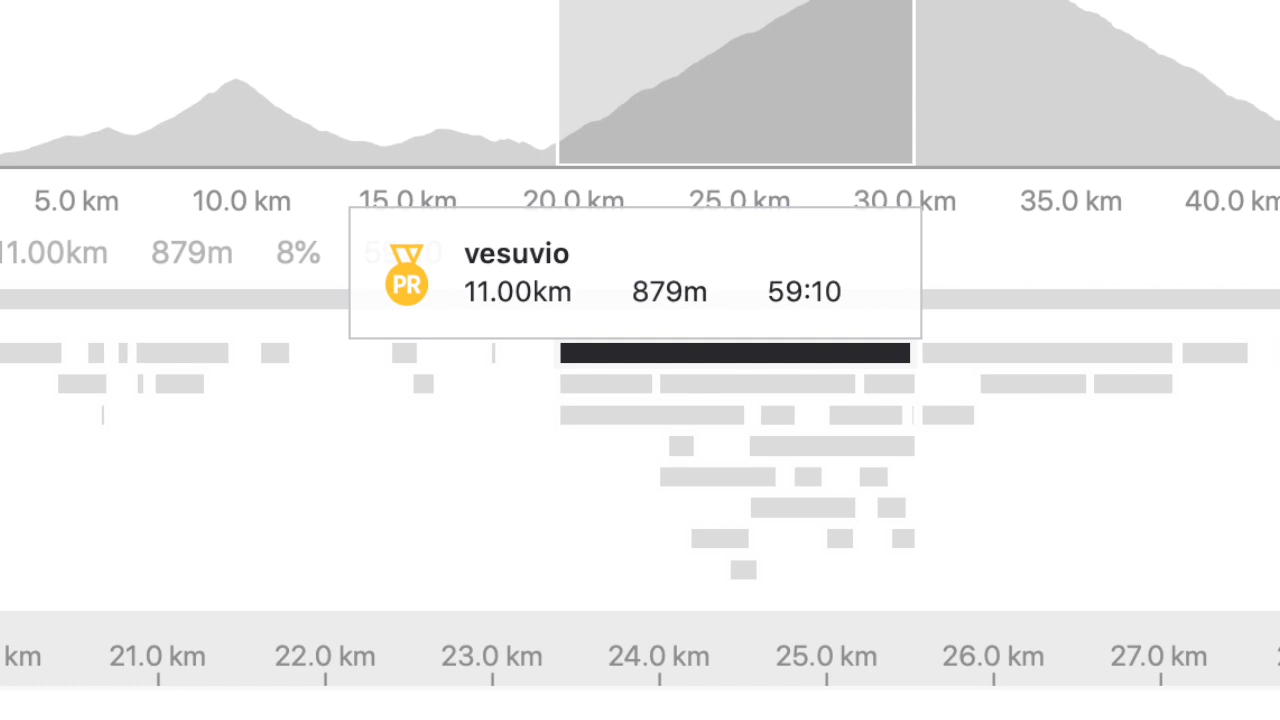 5.0 km 10.0 km 15.0 km 20.0 km 25.0 km 30.0 km 35.0 km 40.0 km
11.00km 879m 8%
vesuvio
PR
11.00km 879m 59:10
km 21.0 km 22.0 km 23.0 km 24.0 km 25.0 km 26.0 km 27.0 km